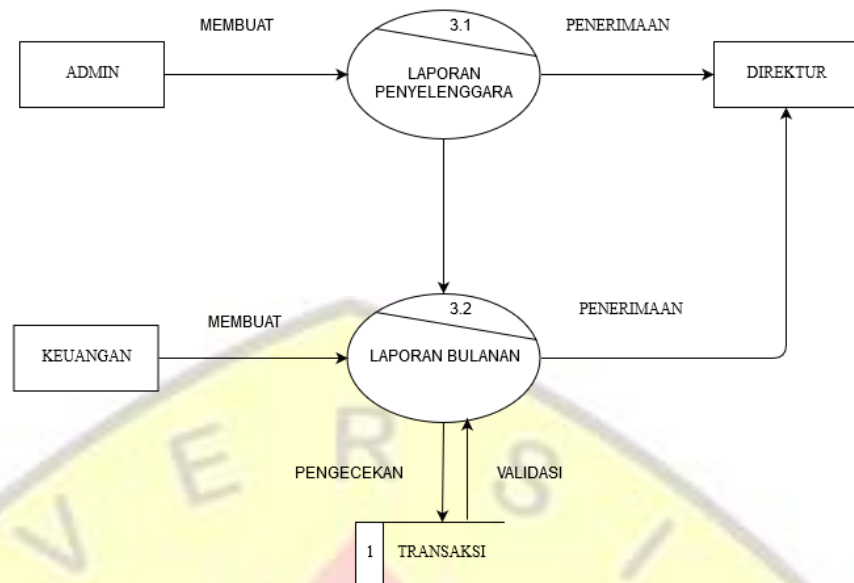 MEMBUAT
3.1
PENERIMAAN
ADMIN
LAPORAN
PENYELENGGARA
DIREKTUR
MEMBUAT
3.2
PENERIMAAN
KEUANGAN
LAPORAN BULANAN
PENGECEKAN
VALIDASI
1
TRANSAKSI
V E R S I